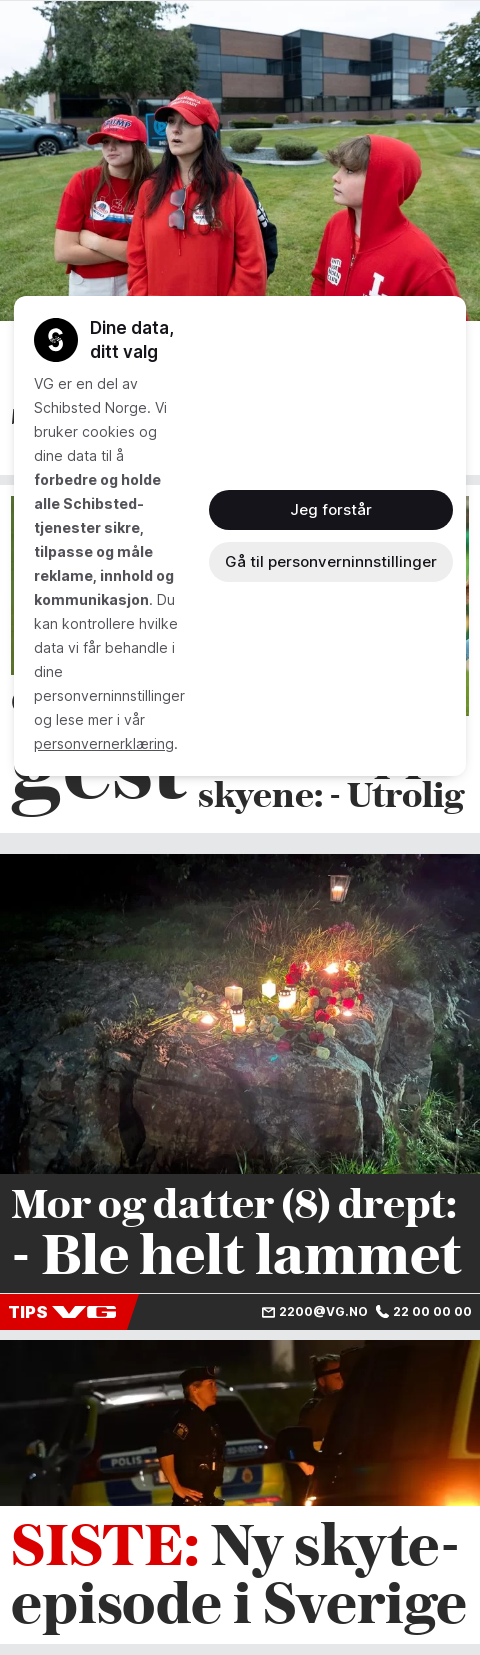 TRUMP
Dine data,
ditt valg
VG er en del av
Schibsted Norge. Vi
bruker cookies og
dine data til å
forbedre og holde
alle Schibsted-
tjenester sikre,
tilpasse og måle
reklame, innhold og
kommunikasjon. Du
kan kontrollere hvilke
data vi får behandle i
dine
personverninnstillinger
og lese mer i vår
personvernerklæring.
Jeg forstår
Gå til personverninnstillinger
gest
skyene: - Utrolig
Mor og datter (8) drept:
- Ble helt lammet
TIPS VG
2200@VG.NO 22 00 00 00
POLIS
SISTE: Ny skyte-
episode i Sverige